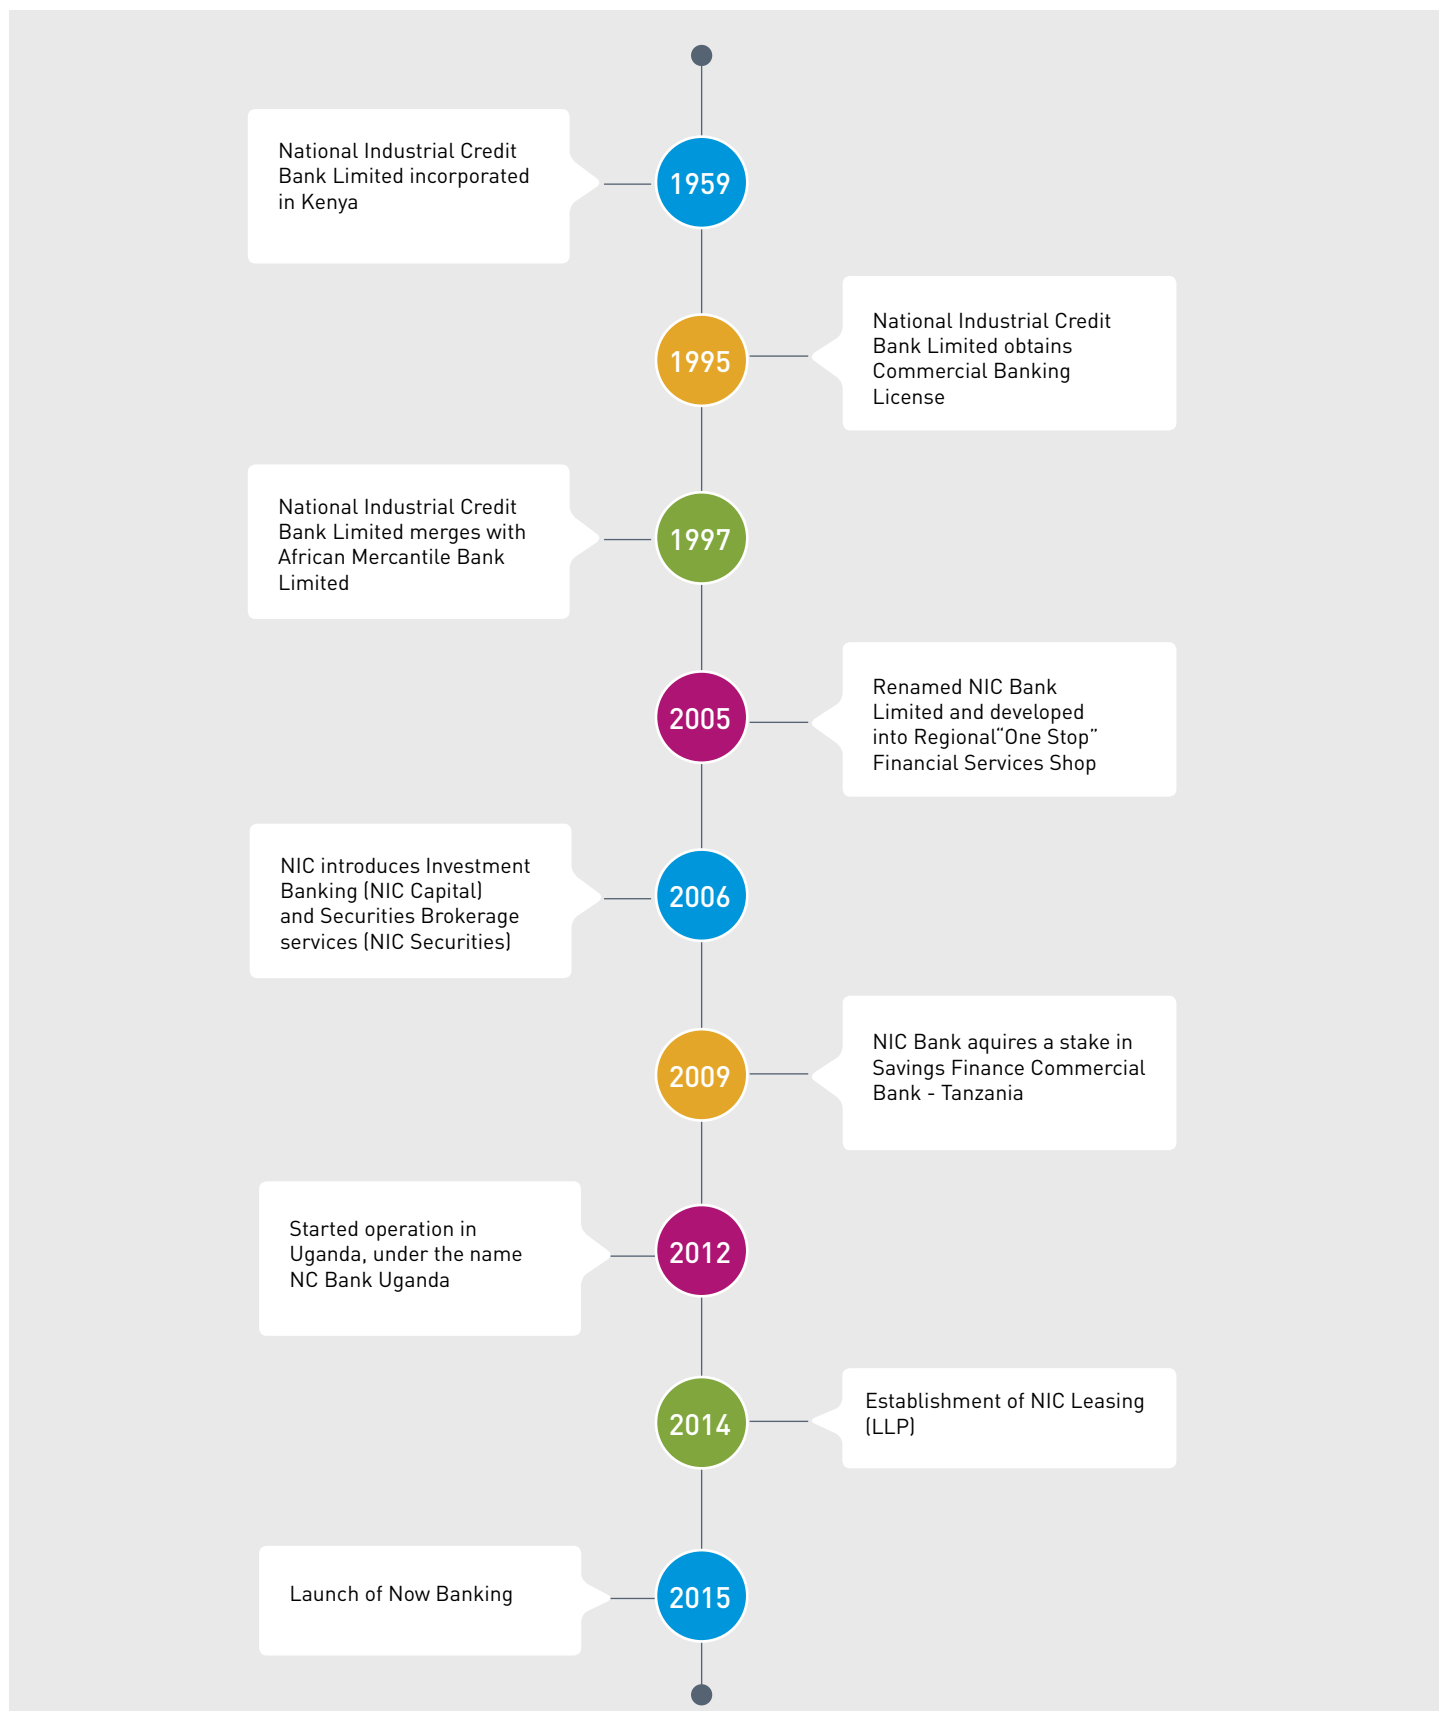 National Industrial Credit
Bank Limited incorporated
in Kenya
1959
National Industrial Credit
Bank Limited obtains
Commercial Banking
License
1995
National Industrial Credit
Bank Limited merges with
African Mercantile Bank
Limited
1997
Renamed NIC Bank
Limited and developed
into Regional“One Stop”
Financial Services Shop
2005
NIC introduces Investment
Banking (NIC Capital)
and Securities Brokerage
services (NIC Securities)
2006
NIC Bank aquires a stake in
Savings Finance Commercial
Bank - Tanzania
2009
Started operation in
Uganda, under the name
NC Bank Uganda
2012
Establishment of NIC Leasing
(LLP)
2014
Launch of Now Banking
2015